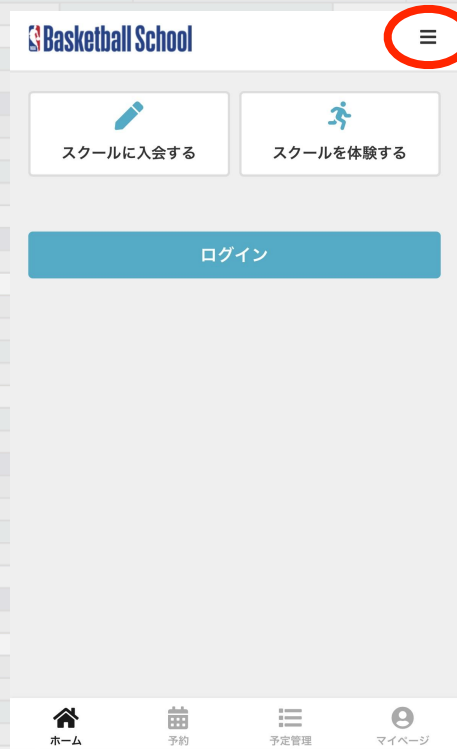 Basketball School
スクールに入会する
スクールを体験する
ログイン
ホーム
予約
予定管理
マイページ